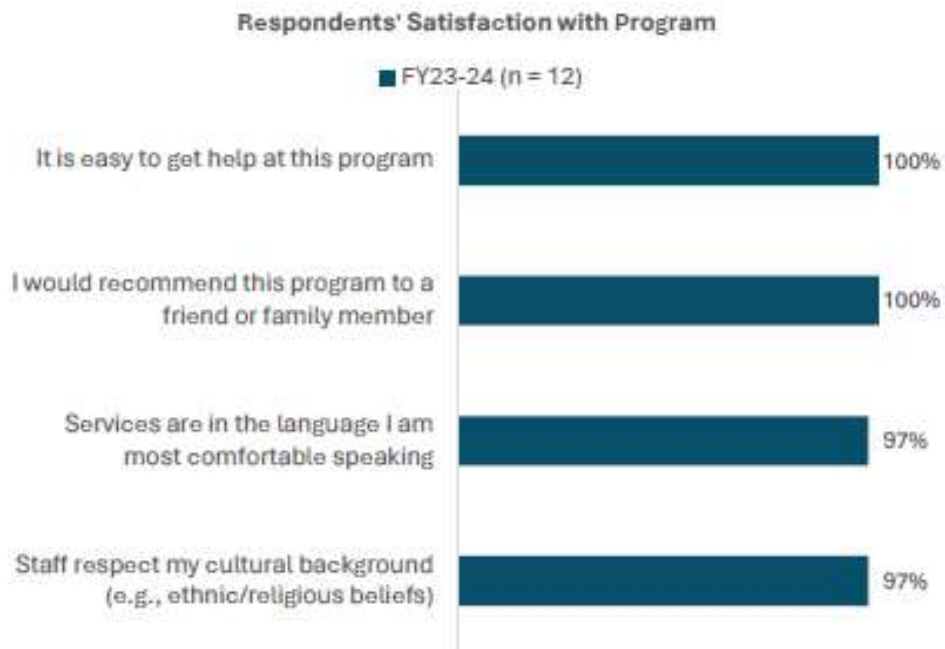 Respondents' Satisfaction with Program
FY23-24 (n = 12)
It is easy to get help at this program
100%
I would recommend this program to a
friend or family member
100%
Services are in the language I am
most comfortable speaking
97%
Staff respect my cultural background
(e.g., ethnic/religious beliefs)
97%